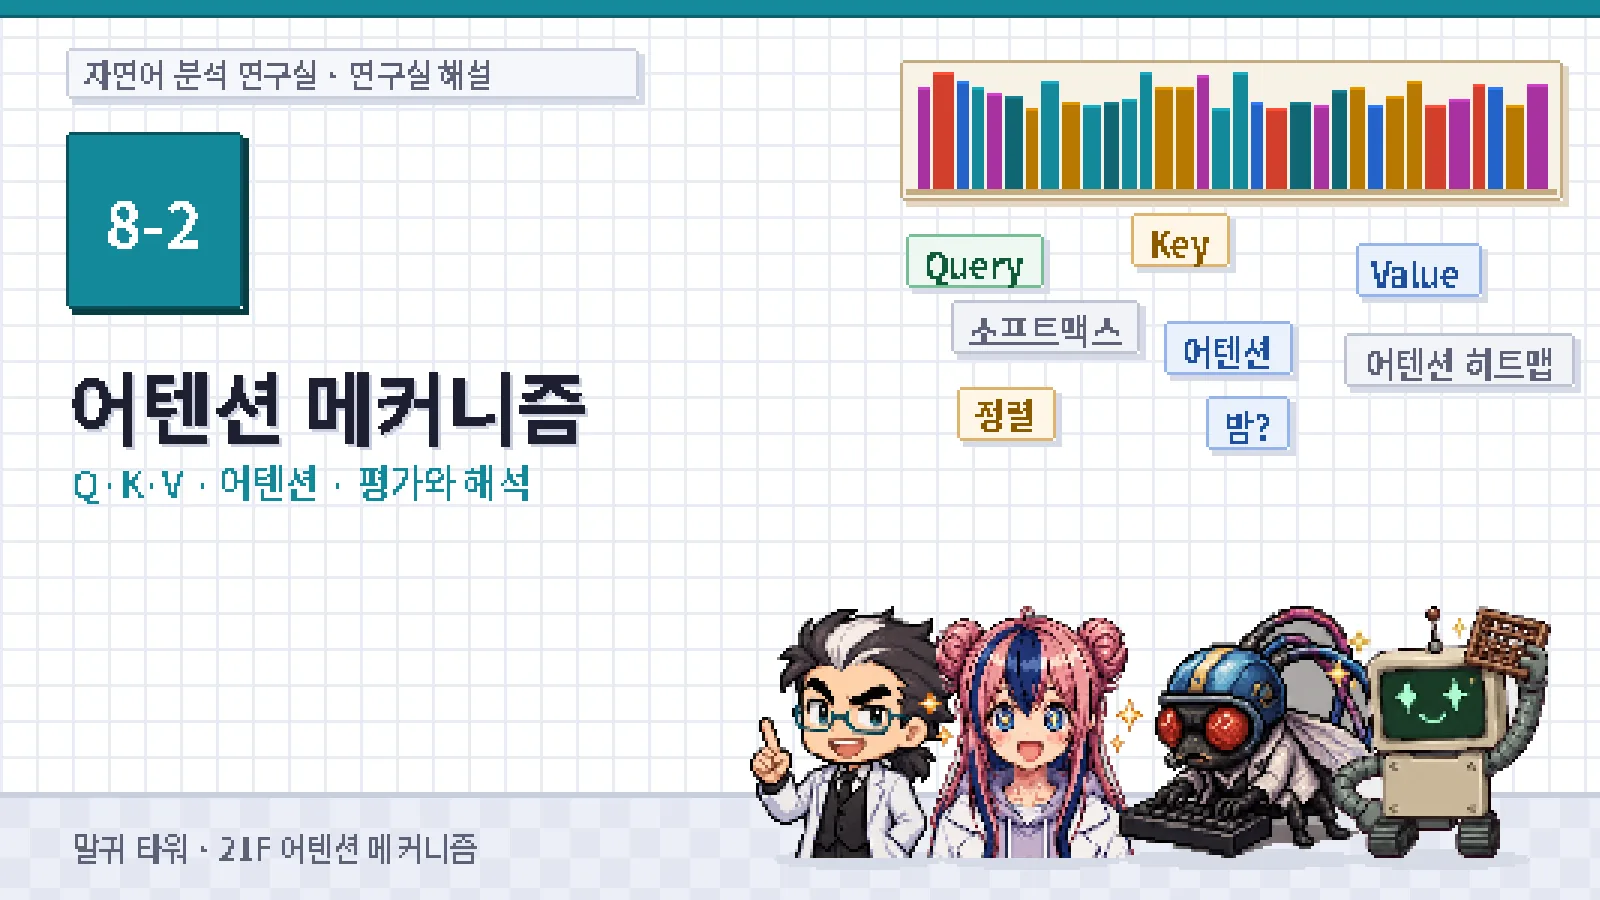 자연어 분석 연구실 · 연구실 해설
8-2
어텐션 메커니즘
Q·K·V · 어텐션 · 평가와 해석
Query
Key
Value
소프트맥스
어텐션
어텐션 히트맵
정렬
밤?
말귀 타워 · 21F 어텐션 메커니즘